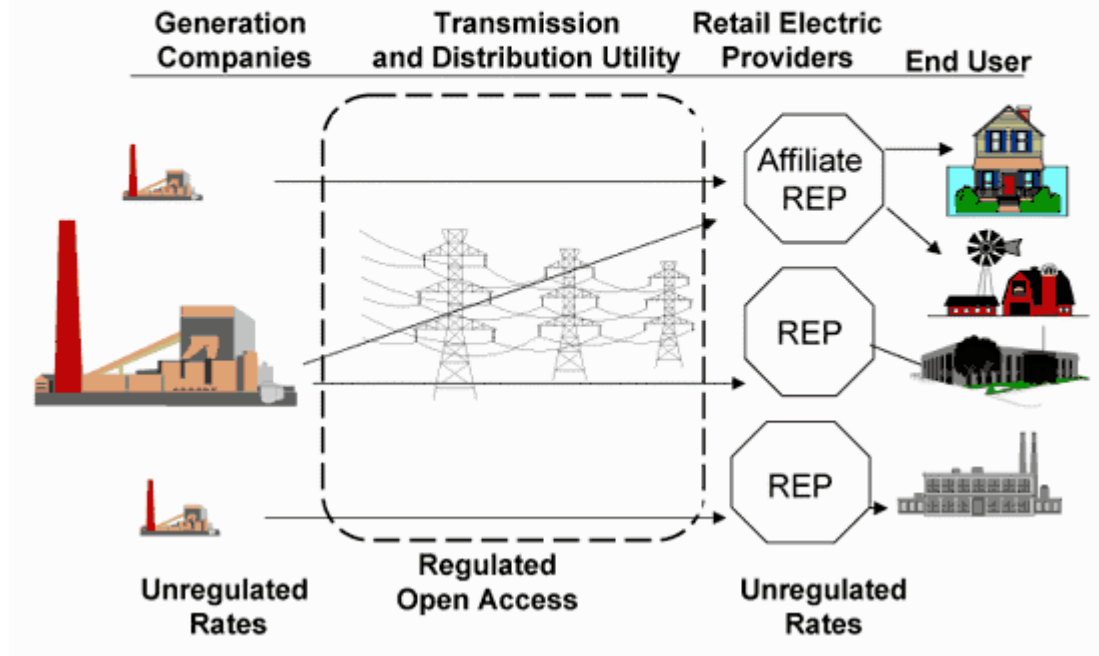 Generation
Companies
Transmission
and Distribution Utility
Retail Electric
Providers
End User
Affiliate
REP
REP
REP
Unregulated
Rates
Regulated
Open Access
Unregulated
Rates